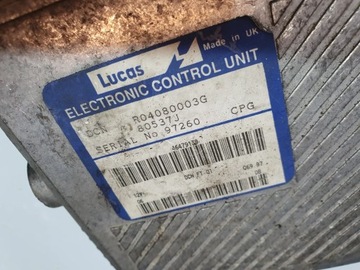 Lucas
Made in UK
ELECTRONIC CONTROL UNIT
R04080003G
DCN 80537J
SERIAL No 97260 CPG